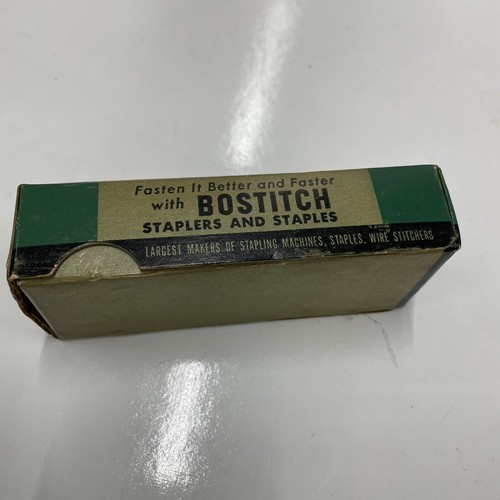 Fasten It Better and Faster
with BOSTITCH
STAPLERS AND STAPLES
LARGEST MAKERS OF STAPLING MACHINES, STAPLES, WIRE STITCHERS